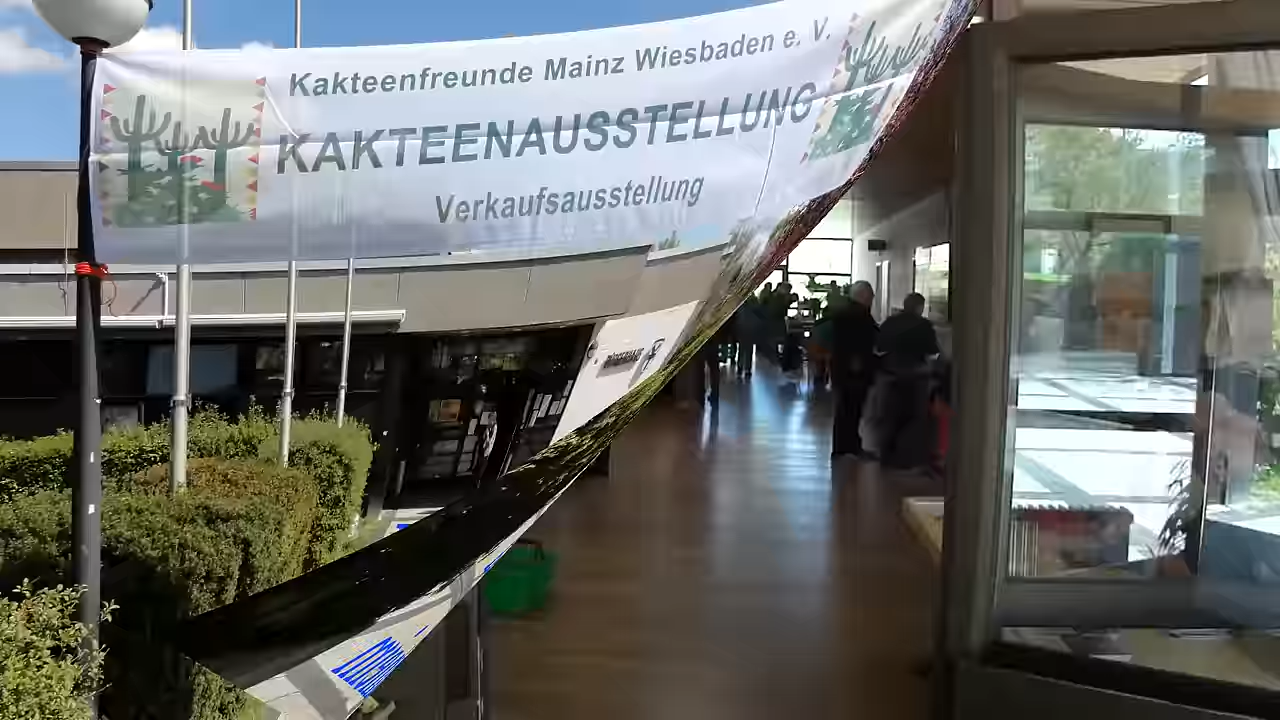 Kakteenfreunde Mainz Wiesbaden e. V.
KAKTEENAUSSTELLUNG
Verkaufsausstellung